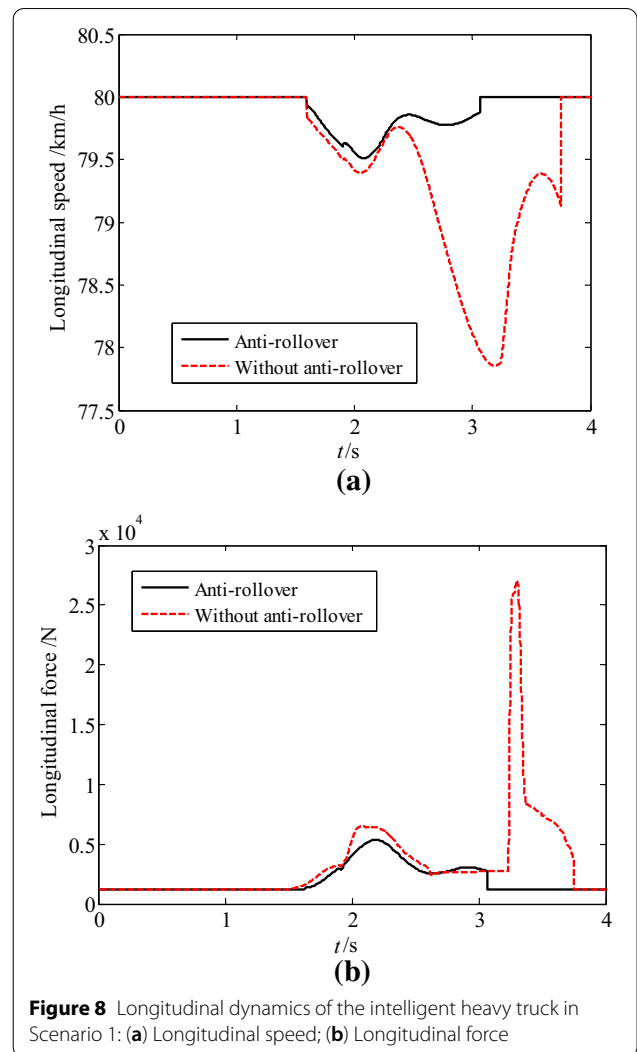 80.5
80
79.5
79
78.5
78
77.5
Longitudinal speed /km/h
Anti-rollover
Without anti-rollover
0 1 2 3 4
t/s
(a)
x 10⁴
3
2.5
2
1.5
1
0.5
0
Longitudinal force /N
Anti-rollover
Without anti-rollover
0 1 2 3 4
t/s
(b)
Figure 8 Longitudinal dynamics of the intelligent heavy truck in
Scenario 1: (a) Longitudinal speed; (b) Longitudinal force